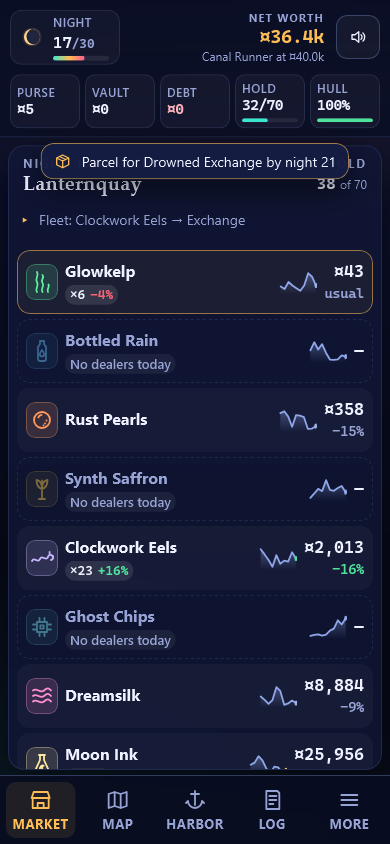 NIGHT
17/30
NET WORTH
¤36.4k
Canal Runner at ¤40.0k
PURSE
¤5
VAULT
¤0
DEBT
¤0
HOLD
32/70
HULL
100%
Parcel for Drowned Exchange by night 21
Lanternquay
38 of 70
Fleet: Clockwork Eels → Exchange
Glowkelp
×6 −4%
¤43
usual
Bottled Rain
No dealers today
—
Rust Pearls
¤358
−15%
Synth Saffron
No dealers today
—
Clockwork Eels
×23 +16%
¤2,013
−16%
Ghost Chips
No dealers today
—
Dreamsilk
¤8,884
−9%
Moon Ink
¤25,956
MARKET
MAP
HARBOR
LOG
MORE